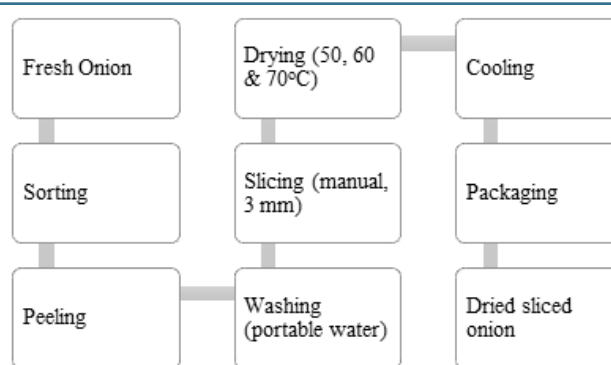 Fresh Onion
Sorting
Peeling
Washing
(portable water)
Slicing (manual,
3 mm)
Drying (50, 60
& 70°C)
Cooling
Packaging
Dried sliced
onion